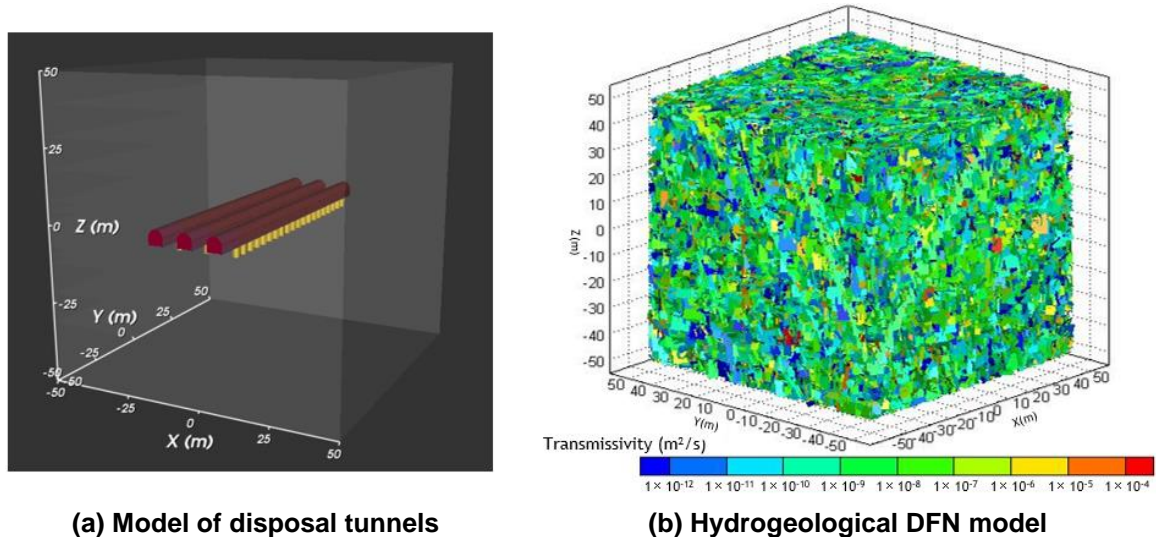 50
25
0
Z (m)
-25
-50
Y (m)
50
25
0
-25
-50
-50
-25
0
25
50
X (m)
50
40
30
20
10
0
-10
-20
-30
-40
-50
Z(m)
50 40 30 20 10 0 -10 -20 -30 -40 -50
Y(m)
-50 -40 -30 -20 -10 0 10 20 30 40 50
X(m)
Transmissivity (m²/s)
1× 10⁻¹² 1× 10⁻¹¹ 1× 10⁻¹⁰ 1× 10⁻⁹ 1× 10⁻⁸ 1× 10⁻⁷ 1× 10⁻⁶ 1× 10⁻⁵ 1× 10⁻⁴
(a) Model of disposal tunnels
(b) Hydrogeological DFN model